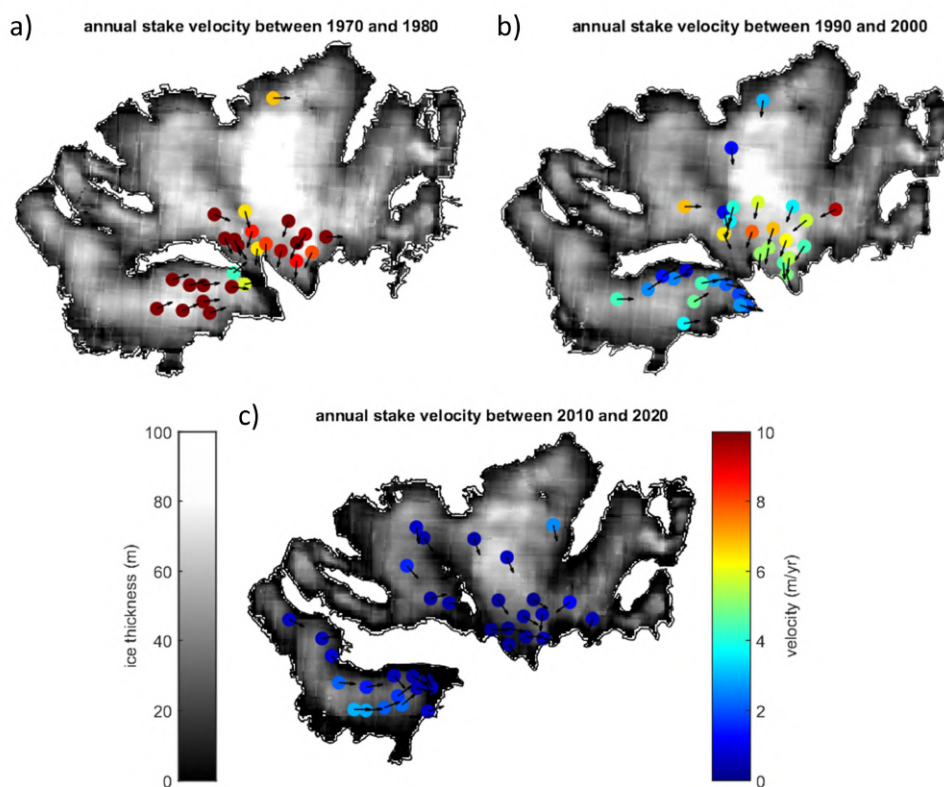 a)
annual stake velocity between 1970 and 1980
b)
annual stake velocity between 1990 and 2000
c)
annual stake velocity between 2010 and 2020
100
80
60
40
20
0
ice thickness (m)
10
8
6
4
2
0
velocity (m/yr)